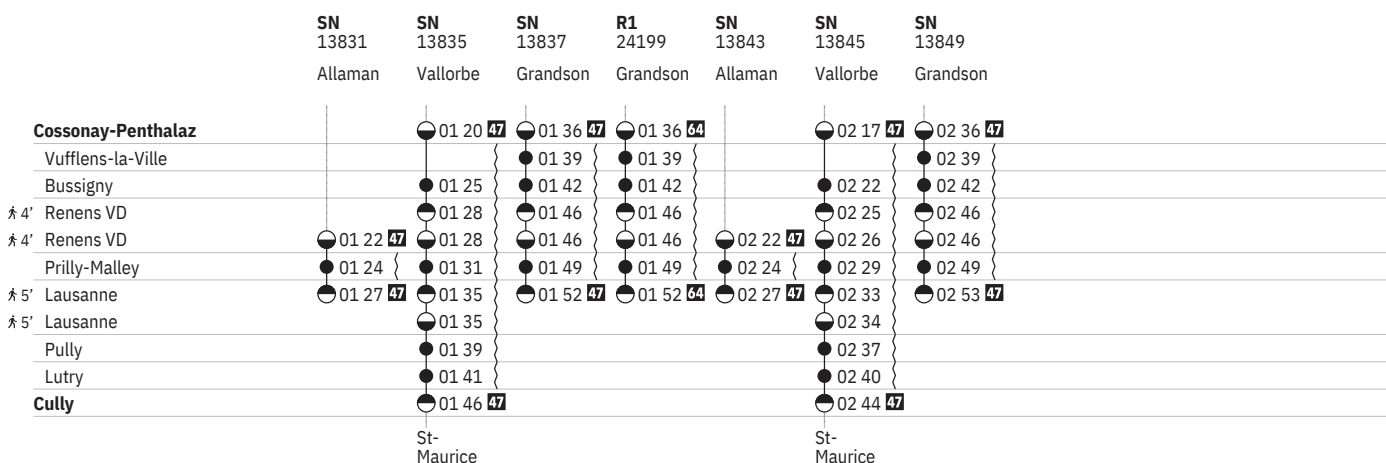 SN SN SN R1 SN SN SN
13831 13835 13837 24199 13843 13845 13849
Allaman Vallorbe Grandson Grandson Allaman Vallorbe Grandson
Cossonay-Penthalaz 01 20 47 01 36 47 01 36 64 02 17 47 02 36 47
Vufflens-la-Ville 01 39 01 39 02 39
Bussigny 01 25 01 42 01 42 02 22 02 42
4' Renens VD 01 28 01 46 01 46 02 25 02 46
4' Renens VD 01 22 47 01 28 01 46 01 46 02 22 47 02 26 02 46
Prilly-Malley 01 24 01 31 01 49 01 49 02 24 02 29 02 49
5' Lausanne 01 27 47 01 35 01 52 47 01 52 64 02 27 47 02 33 02 53 47
5' Lausanne 01 35 02 34
Pully 01 39 02 37
Lutry 01 41 02 40
Cully 01 46 47 02 44 47
St- St-
Maurice Maurice